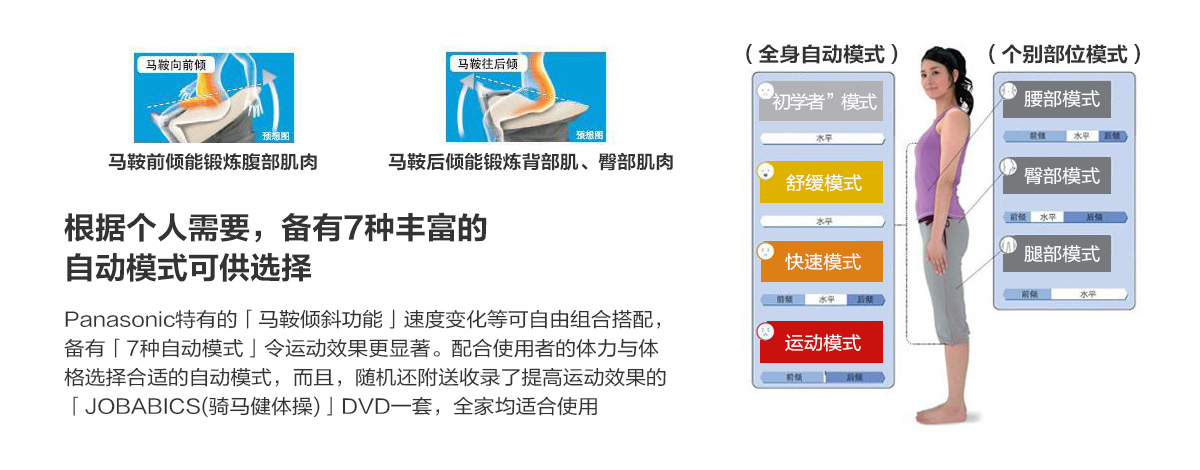 马鞍向前倾
预想图
马鞍前倾能锻炼腹部肌肉
马鞍往后倾
预想图
马鞍后倾能锻炼背部肌、臀部肌肉
根据个人需要，备有7种丰富的
自动模式可供选择
Panasonic特有的「马鞍倾斜功能」速度变化等可自由组合搭配，
备有「7种自动模式」令运动效果更显著。配合使用者的体力与体
格选择合适的自动模式，而且，随机还附送收录了提高运动效果的
「JOBABICS(骑马健体操)」DVD一套，全家均适合使用
（全身自动模式）
初学者”模式
水平
舒缓模式
水平
快速模式
前倾 水平 后倾
运动模式
前倾 后倾
（个别部位模式）
腰部模式
前倾 水平 后倾
臀部模式
前倾 水平 后倾
腿部模式
前倾 水平